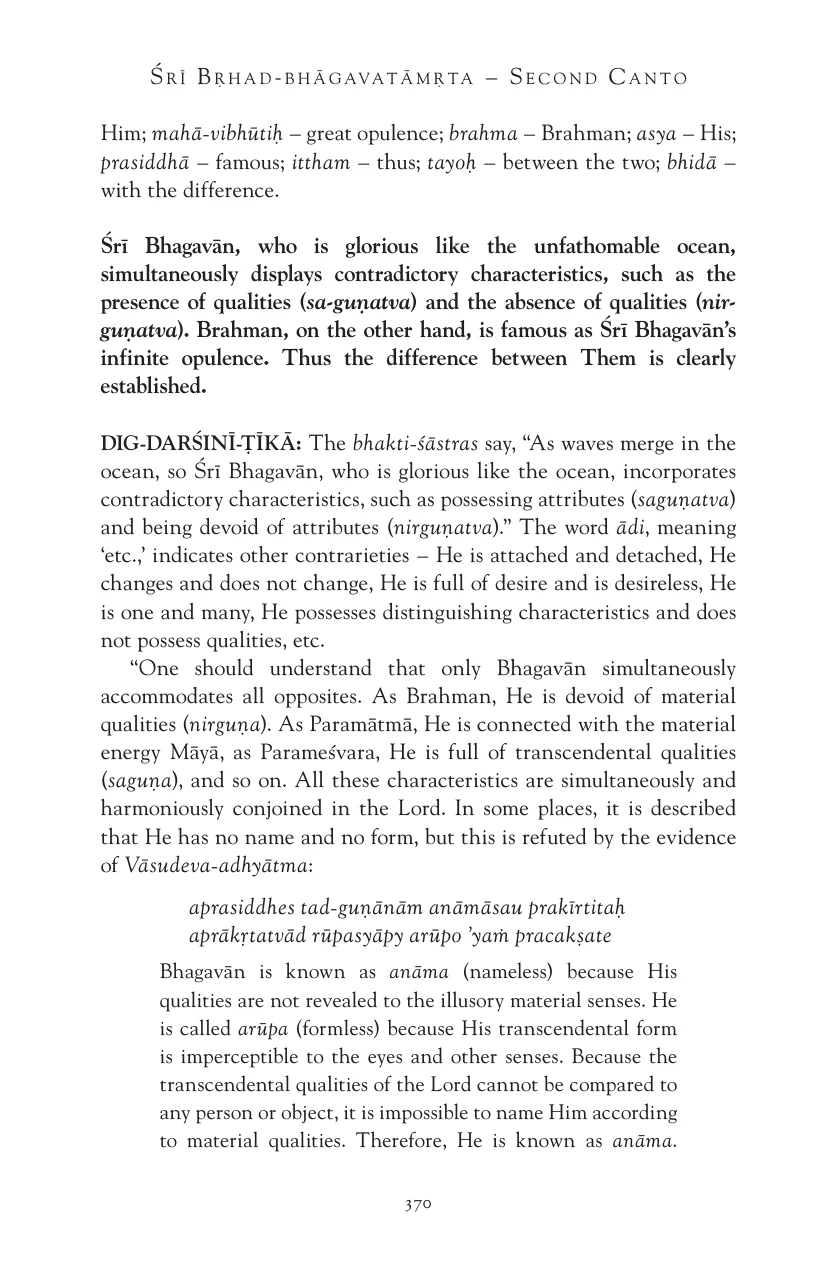 Śrī Bṛhad-bhāgavatāmṛta – Second Canto
Him; mahā-vibhūtiḥ – great opulence; brahma – Brahman; asya – His;
prasiddhā – famous; ittham – thus; tayoḥ – between the two; bhidā –
with the difference.
Śrī Bhagavān, who is glorious like the unfathomable ocean,
simultaneously displays contradictory characteristics, such as the
presence of qualities (sa-guṇatva) and the absence of qualities (nir-
guṇatva). Brahman, on the other hand, is famous as Śrī Bhagavān’s
infinite opulence. Thus the difference between Them is clearly
established.
DIG-DARŚINĪ-ṬĪKĀ: The bhakti-śāstras say, “As waves merge in the
ocean, so Śrī Bhagavān, who is glorious like the ocean, incorporates
contradictory characteristics, such as possessing attributes (saguṇatva)
and being devoid of attributes (nirguṇatva).” The word ādi, meaning
‘etc.,’ indicates other contrarieties – He is attached and detached, He
changes and does not change, He is full of desire and is desireless, He
is one and many, He possesses distinguishing characteristics and does
not possess qualities, etc.
“One should understand that only Bhagavān simultaneously
accommodates all opposites. As Brahman, He is devoid of material
qualities (nirguṇa). As Paramātmā, He is connected with the material
energy Māyā, as Parameśvara, He is full of transcendental qualities
(saguṇa), and so on. All these characteristics are simultaneously and
harmoniously conjoined in the Lord. In some places, it is described
that He has no name and no form, but this is refuted by the evidence
of Vāsudeva-adhyātma:
aprasiddhes tad-guṇānām anāmāsau prakīrtitaḥ
aprākṛtatvād rūpasyāpy arūpo ’yaṁ pracakṣate
Bhagavān is known as anāma (nameless) because His
qualities are not revealed to the illusory material senses. He
is called arūpa (formless) because His transcendental form
is imperceptible to the eyes and other senses. Because the
transcendental qualities of the Lord cannot be compared to
any person or object, it is impossible to name Him according
to material qualities. Therefore, He is known as anāma.
370